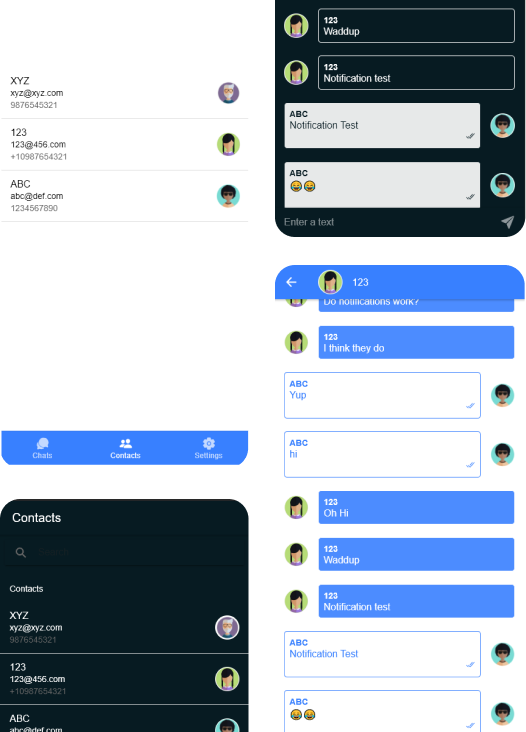 XYZ
xyz@xyz.com
9876545321
123
123@456.com
+10987654321
ABC
abc@def.com
1234567890
Chats
Contacts
Settings
Contacts
Contacts
XYZ
xyz@xyz.com
9876545321
123
123@456.com
+10987654321
ABC
abc@def.com
123
Waddup
123
Notification test
ABC
Notification Test
ABC
😂😂
Enter a text
123
Do notifications work?
123
I think they do
ABC
Yup
ABC
hi
123
Oh Hi
123
Waddup
123
Notification test
ABC
Notification Test
ABC
😂😂